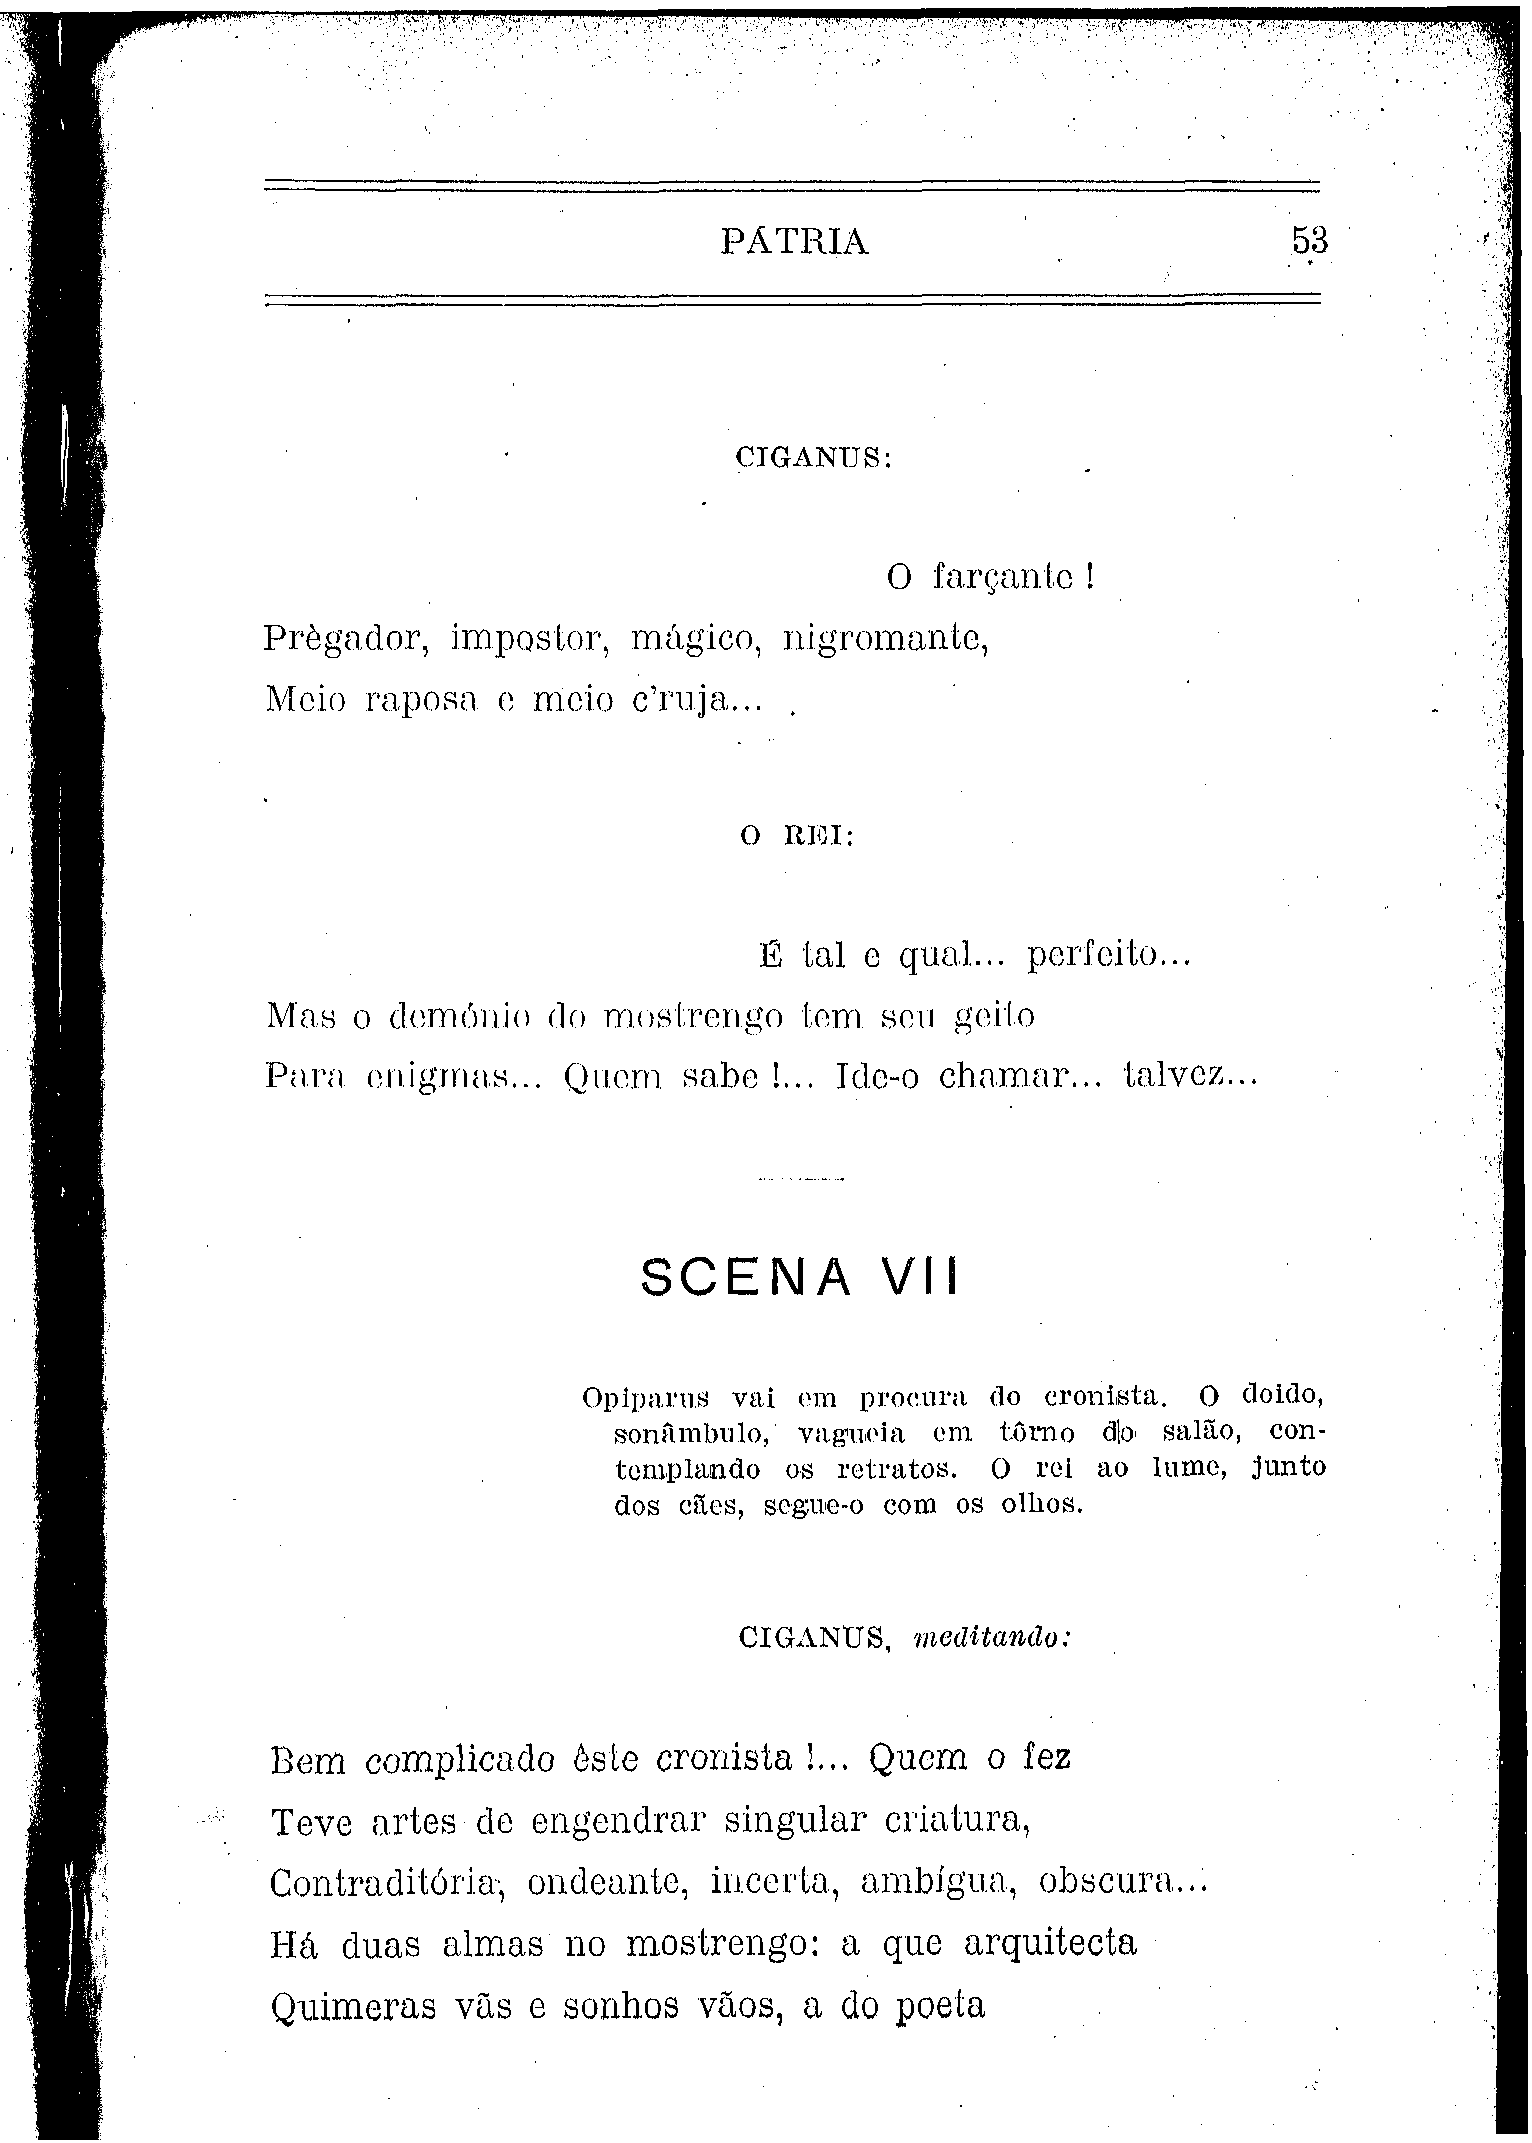 PÁTRIA 53
CIGANUS:
O farçante !
Prègador, impostor, mágico, nigromante,
Meio raposa e meio c'ruja...
O REI:
É tal e qual... perfeito...
Mas o demónio do mostrengo tem seu geito
Para enigmas... Quem sabe !... Ide-o chamar... talvez...
SCENA VII
Opiparus vai em procura do cronista. O doido,
sonâmbulo, vagueia em tôrno do salão, con-
templando os retratos. O rei ao lume, junto
dos cães, segue-o com os olhos.
CIGANUS, meditando:
Bem complicado êste cronista !... Quem o fez
Teve artes de engendrar singular criatura,
Contraditória, ondeante, incerta, ambígua, obscura...
Há duas almas no mostrengo: a que arquitecta
Quimeras vãs e sonhos vãos, a do poeta